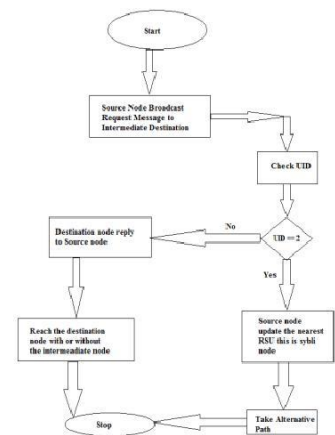 Start
Source Node Broadcast
Request Message to
Intermediate Destination
Check UID
UID == 2
No
Yes
Destination node reply
to Source node
Source node
update the nearest
RSU this is sybli
node
Reach the destination
node with or without
the intermeadiate node
Take Alternative
Path
Stop